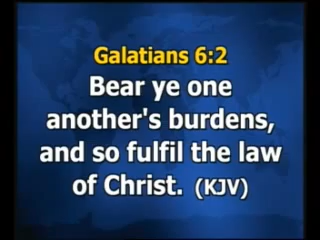 Galatians 6:2
Bear ye one
another's burdens,
and so fulfil the law
of Christ. (KJV)